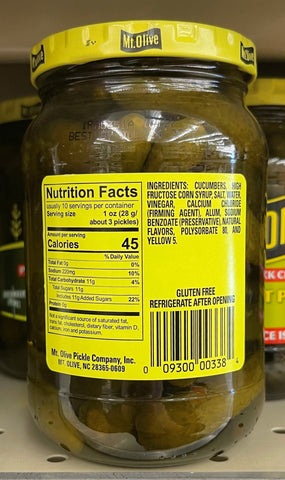 Mt. Olive
BEST
Nutrition Facts
usually 10 servings per container
Serving size 1 oz (28 g/
about 3 pickles)
Amount per serving
Calories 45
% Daily Value
Total Fat 0g 0%
Sodium 220mg 10%
Total Carbohydrate 11g 4%
Total Sugars 11g
Includes 11g Added Sugars 22%
Protein 0g
Not a significant source of saturated fat,
trans fat, cholesterol, dietary fiber, vitamin D,
calcium, iron and potassium.
Mt. Olive Pickle Company, Inc.
MT. OLIVE, NC 28365-0609
INGREDIENTS: CUCUMBERS, HIGH
FRUCTOSE CORN SYRUP, SALT, WATER,
VINEGAR, CALCIUM CHLORIDE
(FIRMING AGENT), ALUM, SODIUM
BENZOATE (PRESERVATIVE), NATURAL
FLAVORS, POLYSORBATE 80, AND
YELLOW 5.
GLUTEN FREE
REFRIGERATE AFTER OPENING
0 09300 00338 4